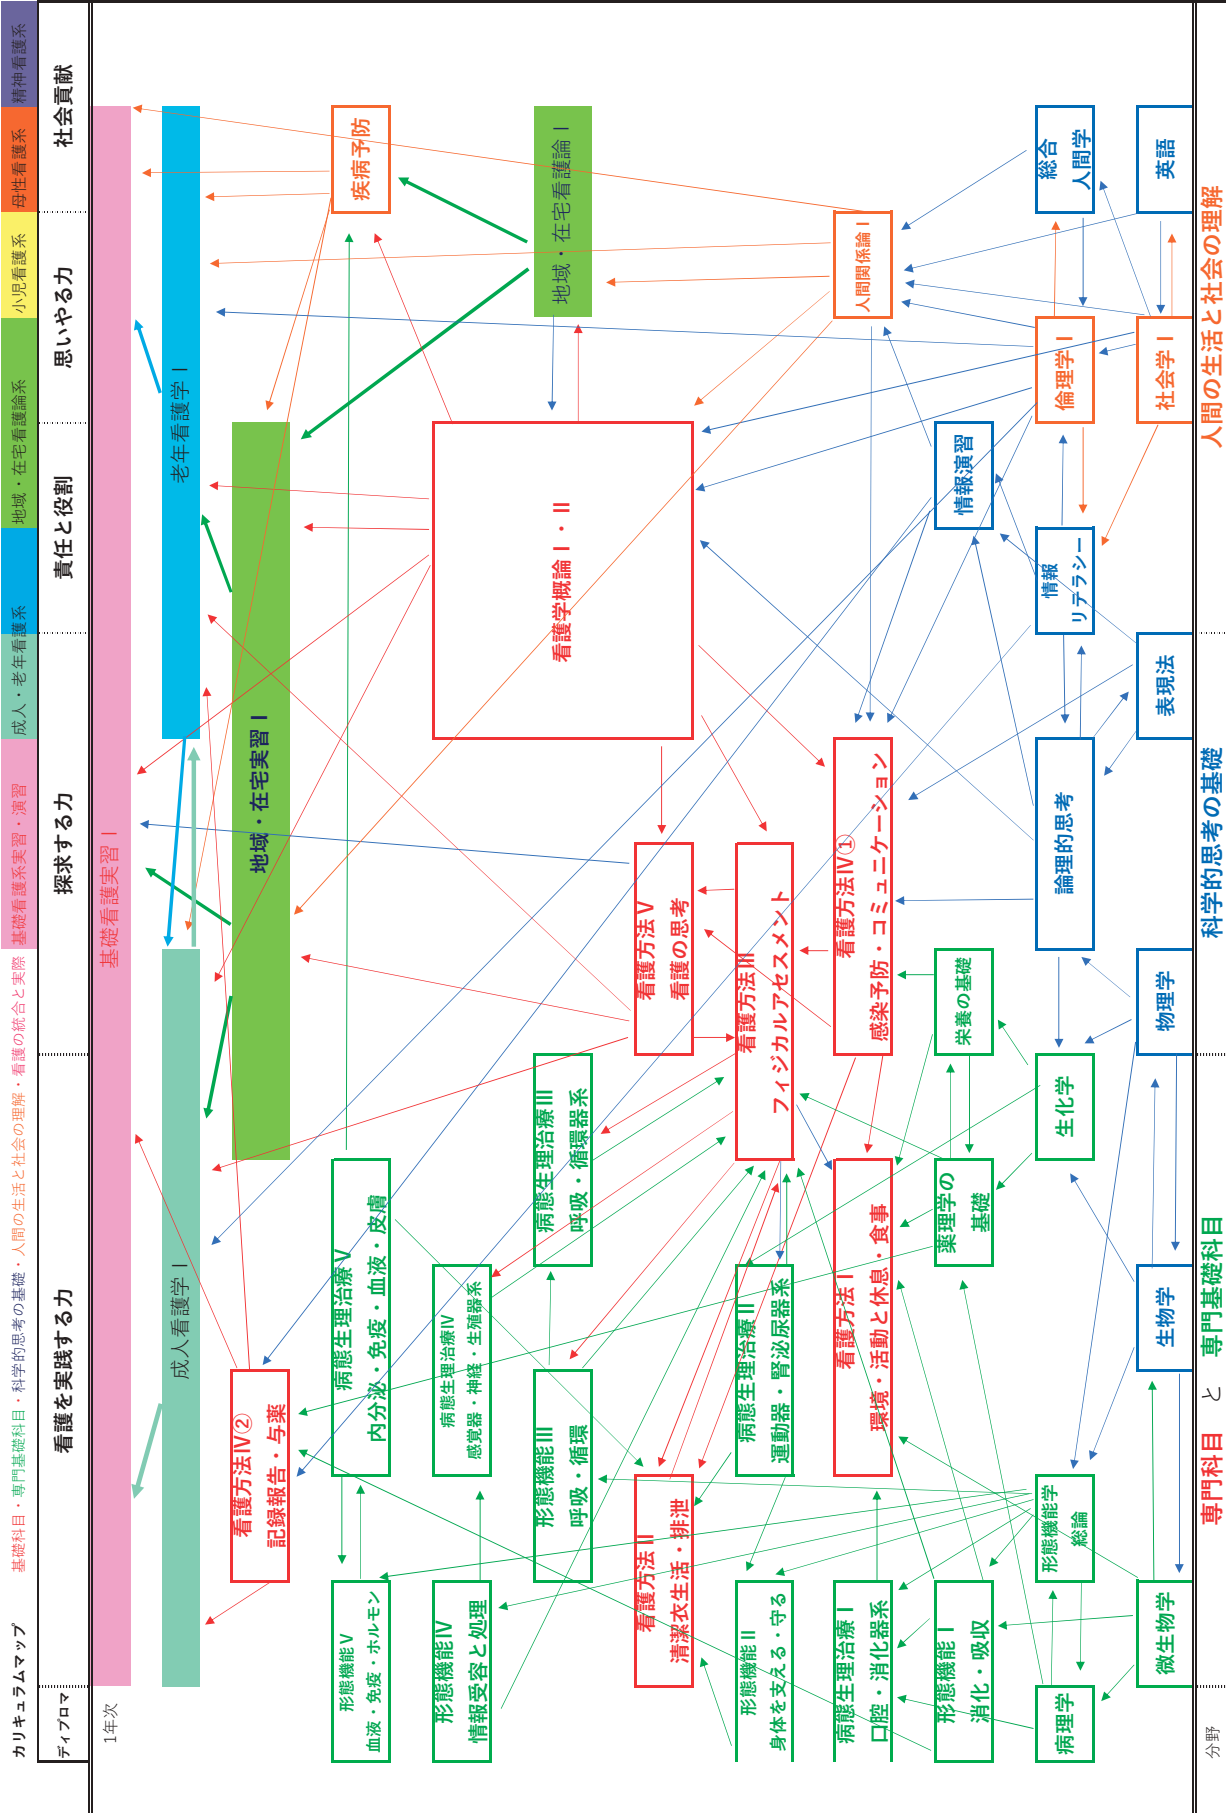 カリキュラムマップ
基礎科目・専門基礎科目・科学的思考の基礎・人間の生活と社会の理解・看護の統合と実際
基礎看護系実習・演習
成人・老年看護系
地域・在宅看護論系
小児看護系
母性看護系
精神看護系
ディプロマ
看護を実践する力
探求する力
責任と役割
思いやる力
社会貢献
1年次
基礎看護実習Ⅰ
成人看護学Ⅰ
老年看護学Ⅰ
看護方法Ⅳ②
記録報告・与薬
地域・在宅実習Ⅰ
形態機能Ⅴ
血液・免疫・ホルモン
病態生理治療Ⅴ
内分泌・免疫・血液・皮膚
疾病予防
形態機能Ⅳ
情報受容と処理
病態生理治療Ⅳ
感覚器・神経・生殖器系
看護学概論Ⅰ・Ⅱ
形態機能Ⅲ
呼吸・循環
病態生理治療Ⅲ
呼吸・循環器系
地域・在宅看護論Ⅰ
看護方法Ⅱ
清潔衣生活・排泄
看護方法Ⅴ
看護の思考
形態機能Ⅱ
身体を支える・守る
病態生理治療Ⅱ
運動器・腎泌尿器系
看護方法Ⅲ
フィジカルアセスメント
病態生理治療Ⅰ
口腔・消化器系
看護方法Ⅰ
環境・活動と休息・食事
看護方法Ⅳ①
感染予防・コミュニケーション
人間関係論Ⅰ
形態機能Ⅰ
消化・吸収
薬理学の
基礎
栄養の基礎
情報演習
病理学
形態機能学
総論
生化学
論理的思考
情報
リテラシー
倫理学Ⅰ
総合
人間学
微生物学
生物学
物理学
表現法
社会学Ⅰ
英語
分野
専門科目 と 専門基礎科目
科学的思考の基礎
人間の生活と社会の理解